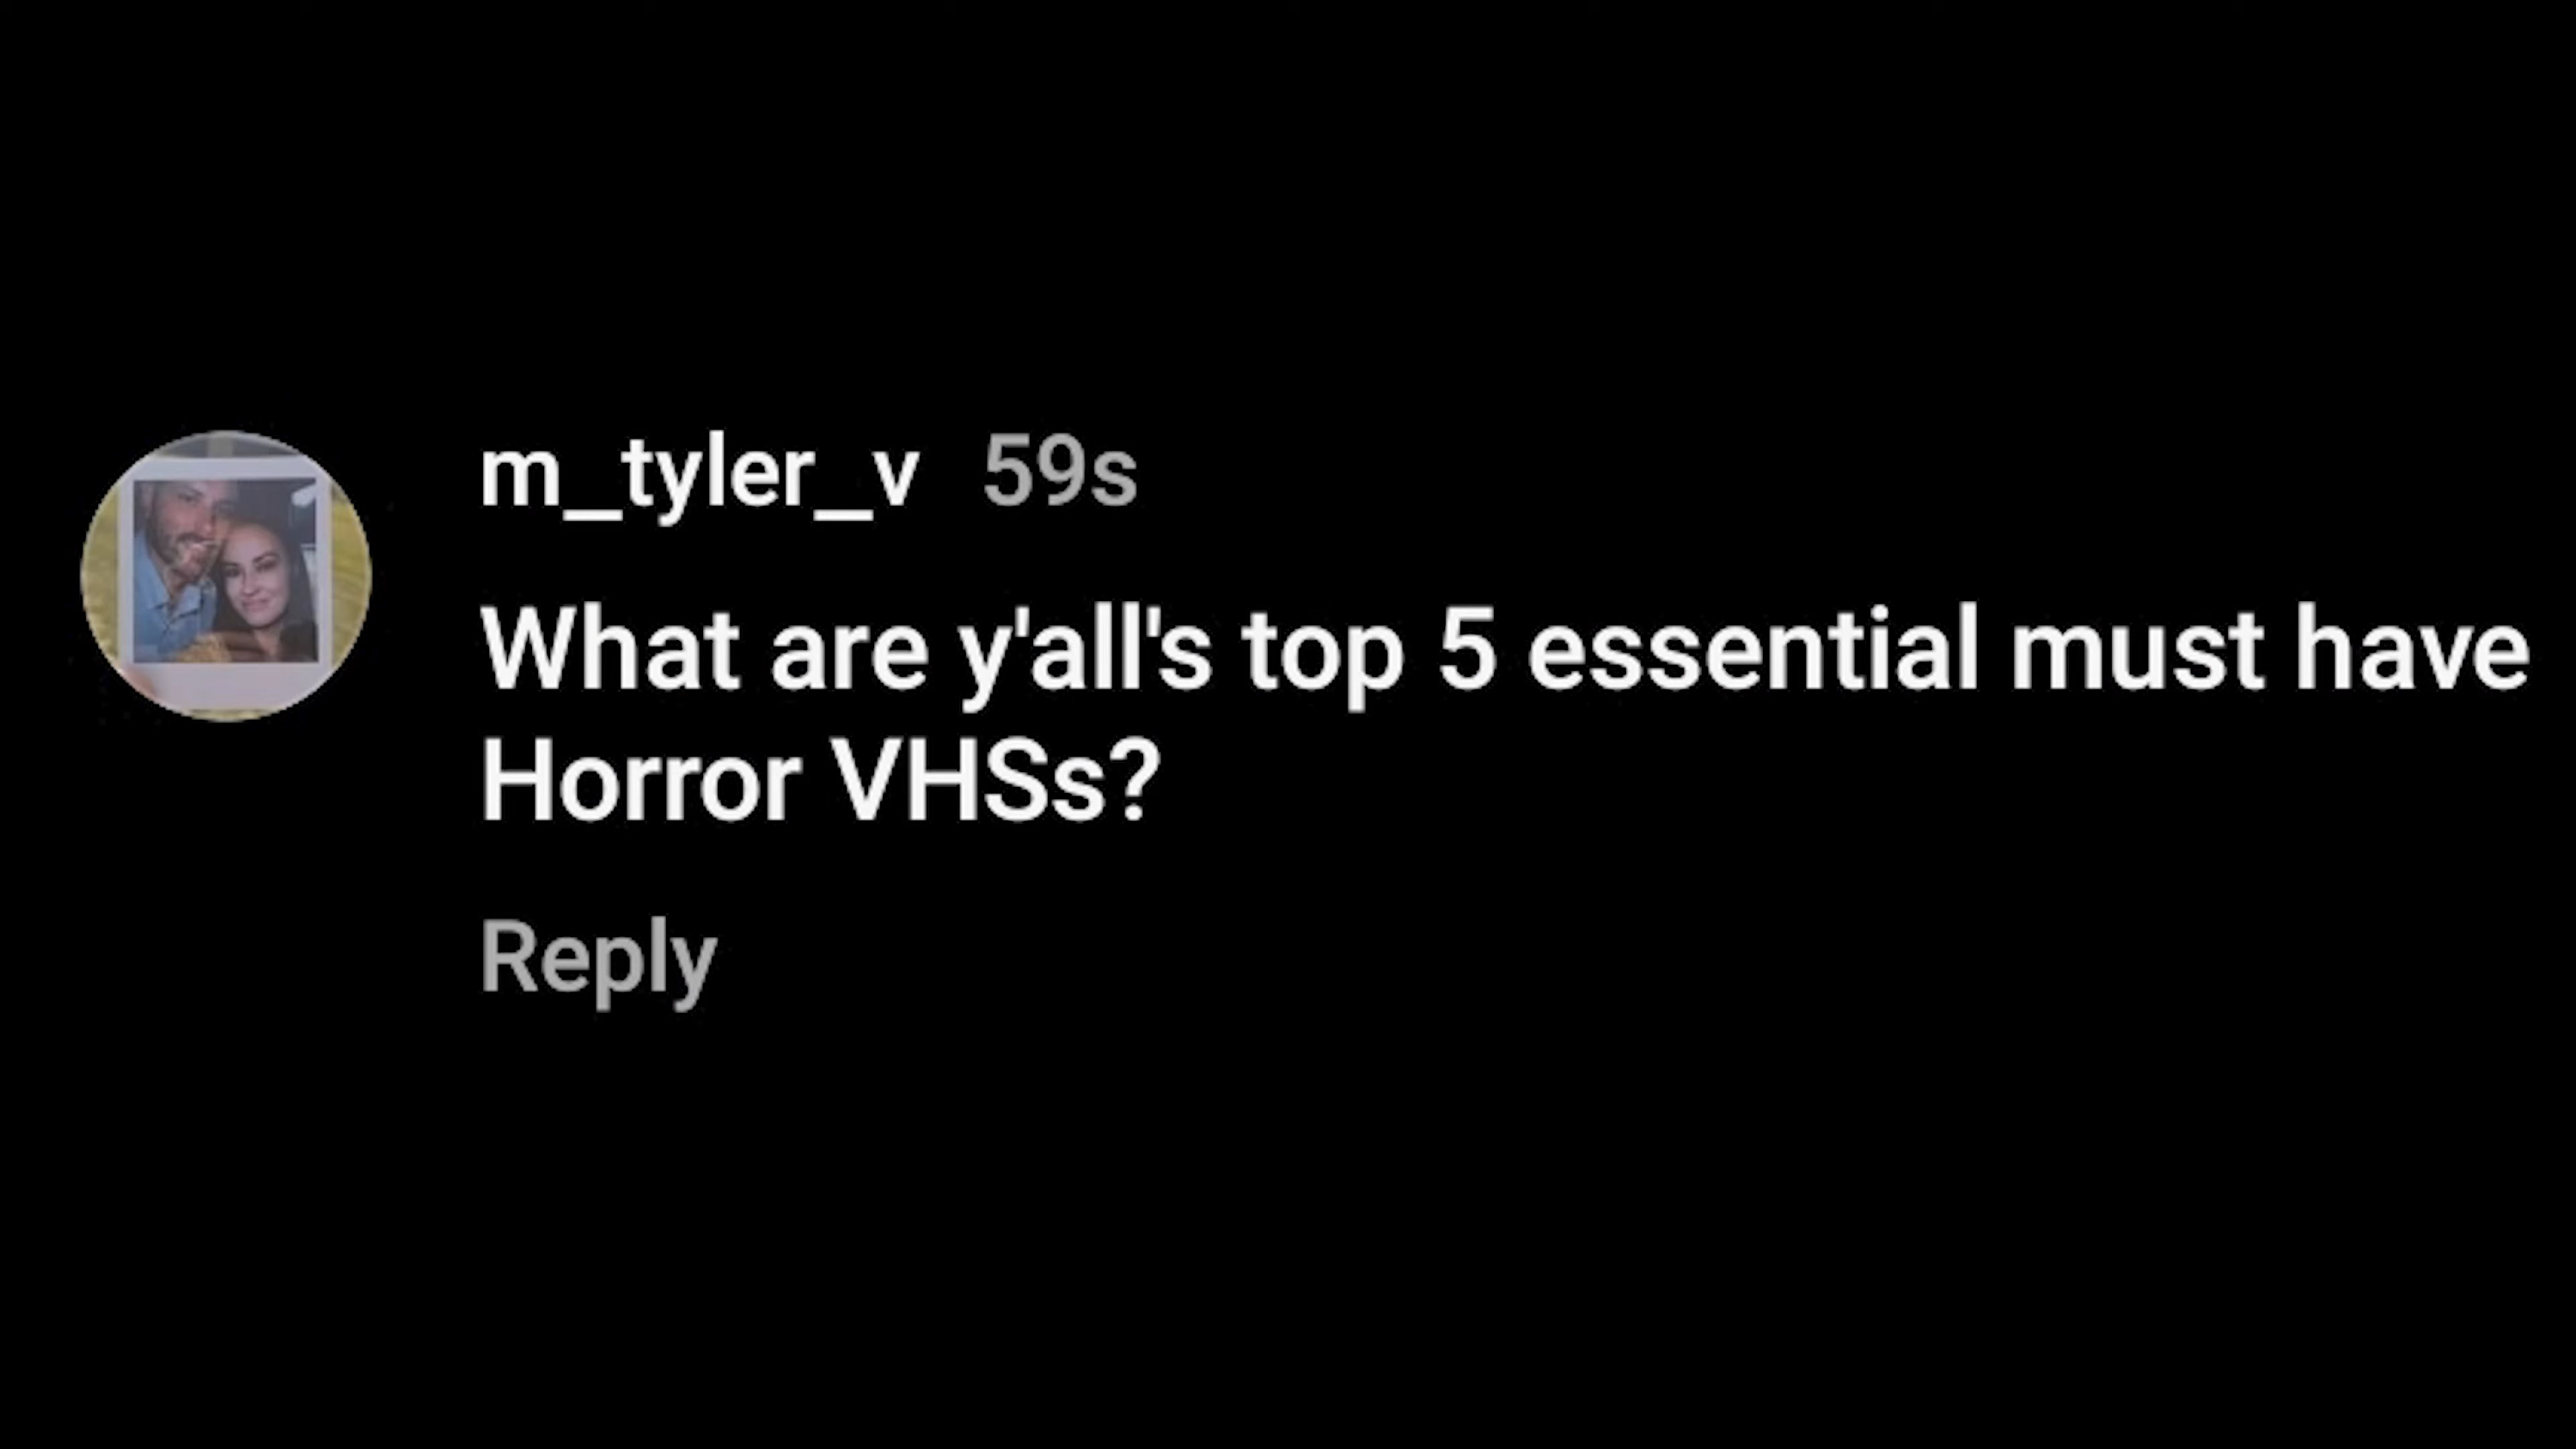 m_tyler_v 59s
What are y'all's top 5 essential must have
Horror VHSs?
Reply